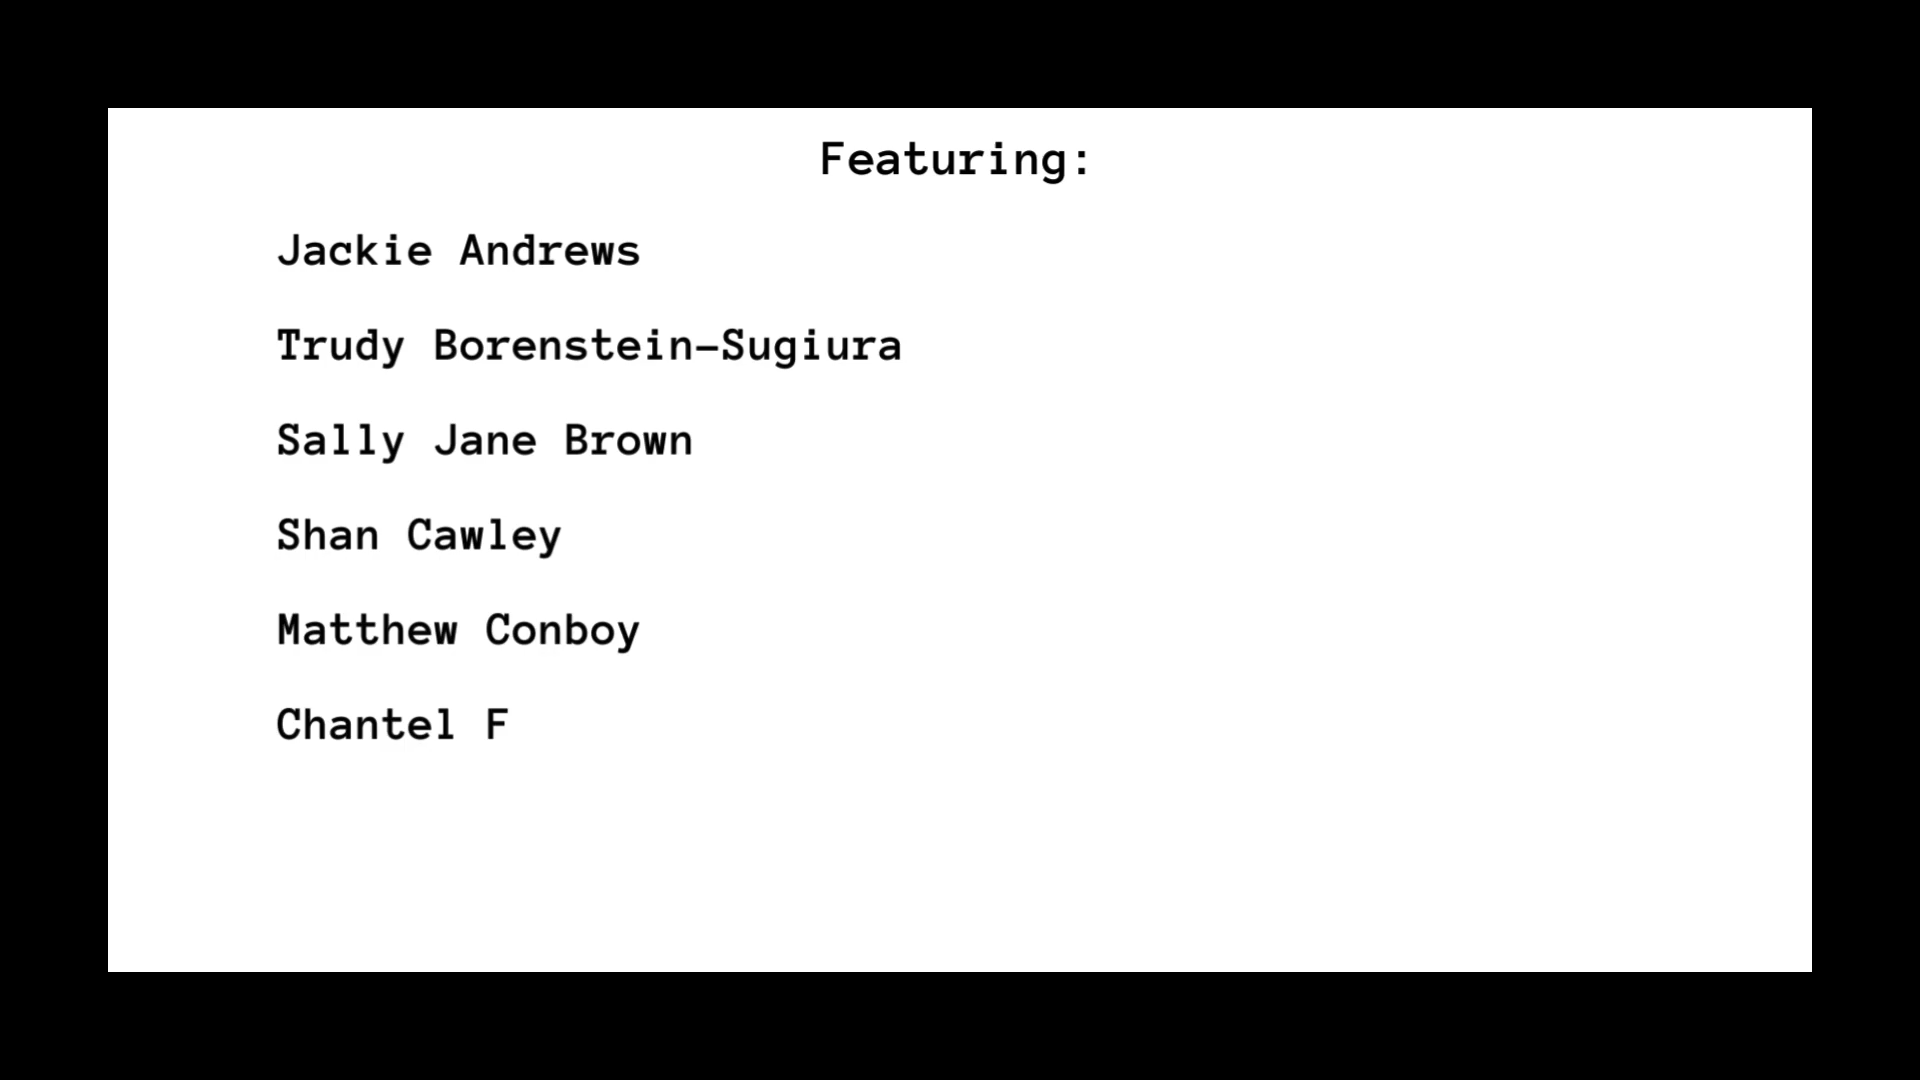 Featuring:
Jackie Andrews
Trudy Borenstein-Sugiura
Sally Jane Brown
Shan Cawley
Matthew Conboy
Chantel F